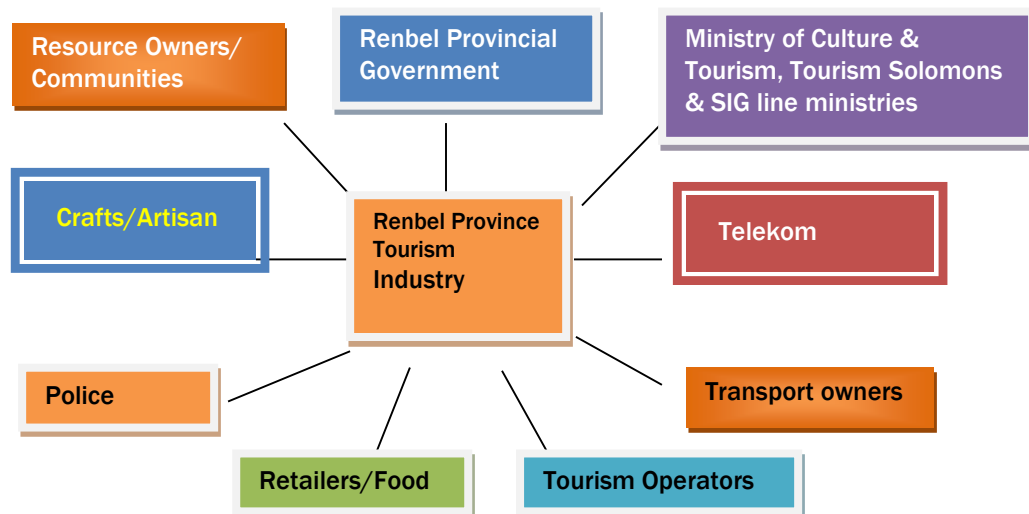 Resource Owners/
Communities
Renbel Provincial
Government
Ministry of Culture &
Tourism, Tourism Solomons
& SIG line ministries
Crafts/Artisan
Renbel Province
Tourism
Industry
Telekom
Police
Transport owners
Retailers/Food
Tourism Operators